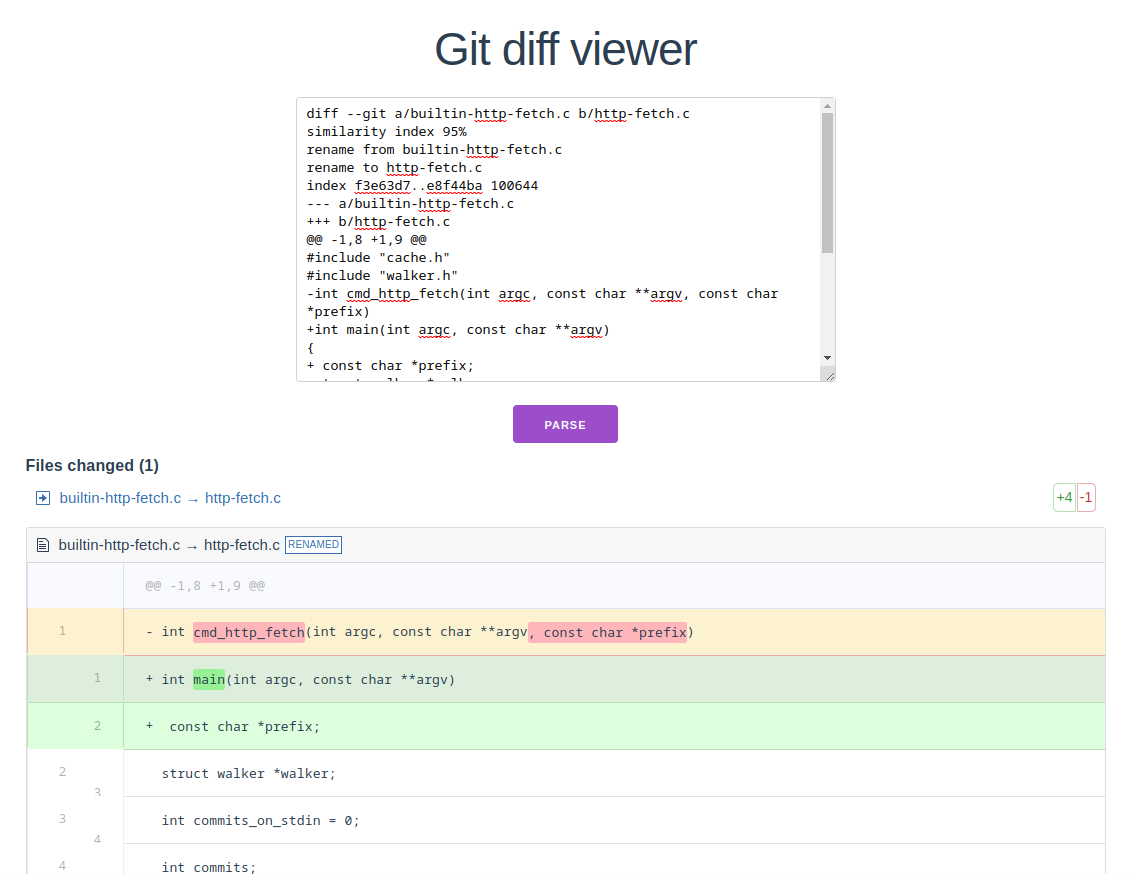 Git diff viewer
diff --git a/builtin-http-fetch.c b/http-fetch.c
similarity index 95%
rename from builtin-http-fetch.c
rename to http-fetch.c
index f3e63d7..e8f44ba 100644
--- a/builtin-http-fetch.c
+++ b/http-fetch.c
@@ -1,8 +1,9 @@
#include "cache.h"
#include "walker.h"
-int cmd_http_fetch(int argc, const char **argv, const char
*prefix)
+int main(int argc, const char **argv)
{
+ const char *prefix;
PARSE
Files changed (1)
builtin-http-fetch.c → http-fetch.c +4 -1
builtin-http-fetch.c → http-fetch.c RENAMED
@@ -1,8 +1,9 @@
1 - int cmd_http_fetch(int argc, const char **argv, const char *prefix)
1 + int main(int argc, const char **argv)
2 + const char *prefix;
2 3 struct walker *walker;
3 4 int commits_on_stdin = 0;
4 int commits;